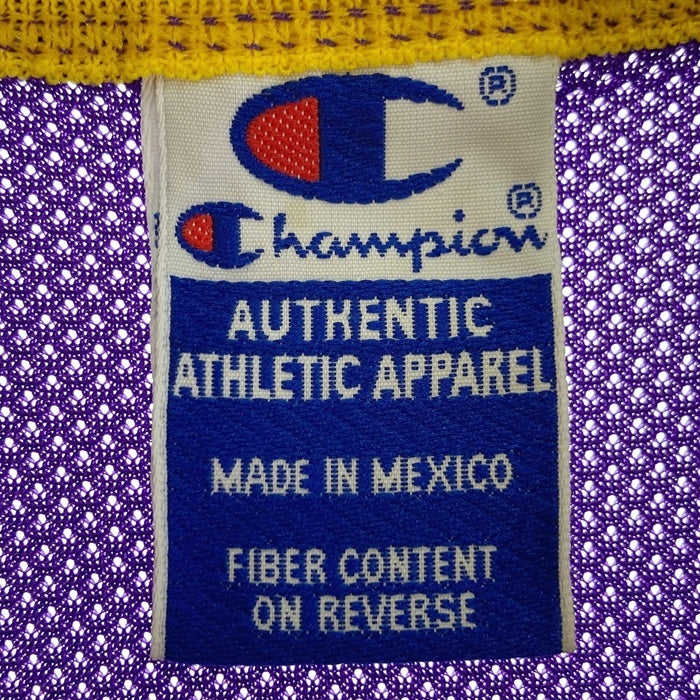 ®
Champion®
AUTHENTIC
ATHLETIC APPAREL
MADE IN MEXICO
FIBER CONTENT
ON REVERSE